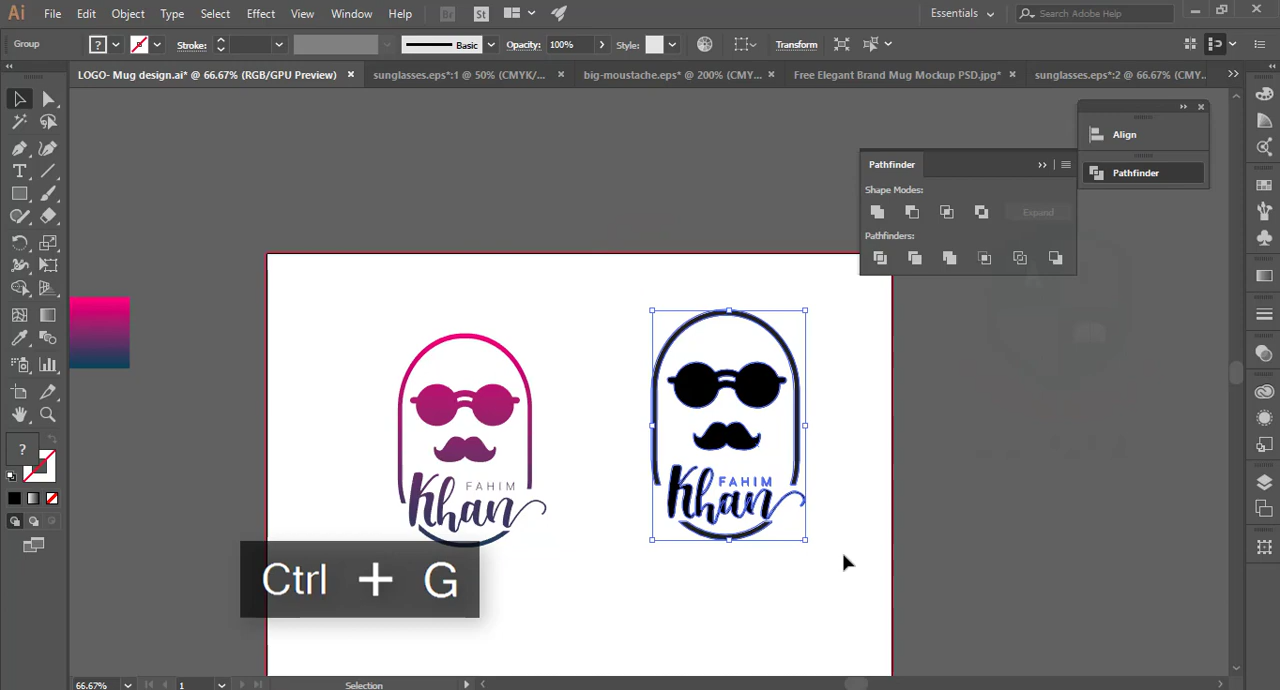 Ai File Edit Object Type Select Effect View Window Help Br St Essentials Search Adobe Help
Group ? Stroke: Basic Opacity: 100% Style: Transform
LOGO- Mug design.ai* @ 66.67% (RGB/GPU Preview) × sunglasses.eps*:1 @ 50% (CMYK/... × big-moustache.eps* @ 200% (CMY... × Free Elegant Brand Mug Mockup PSD.jpg* × sunglasses.eps*:2 @ 66.67% (CMY...
Align
Pathfinder
Pathfinder
Shape Modes:
Expand
Pathfinders:
FAHIM
Khan
FAHIM
Khan
?
Ctrl + G
66.67% 1 Selection